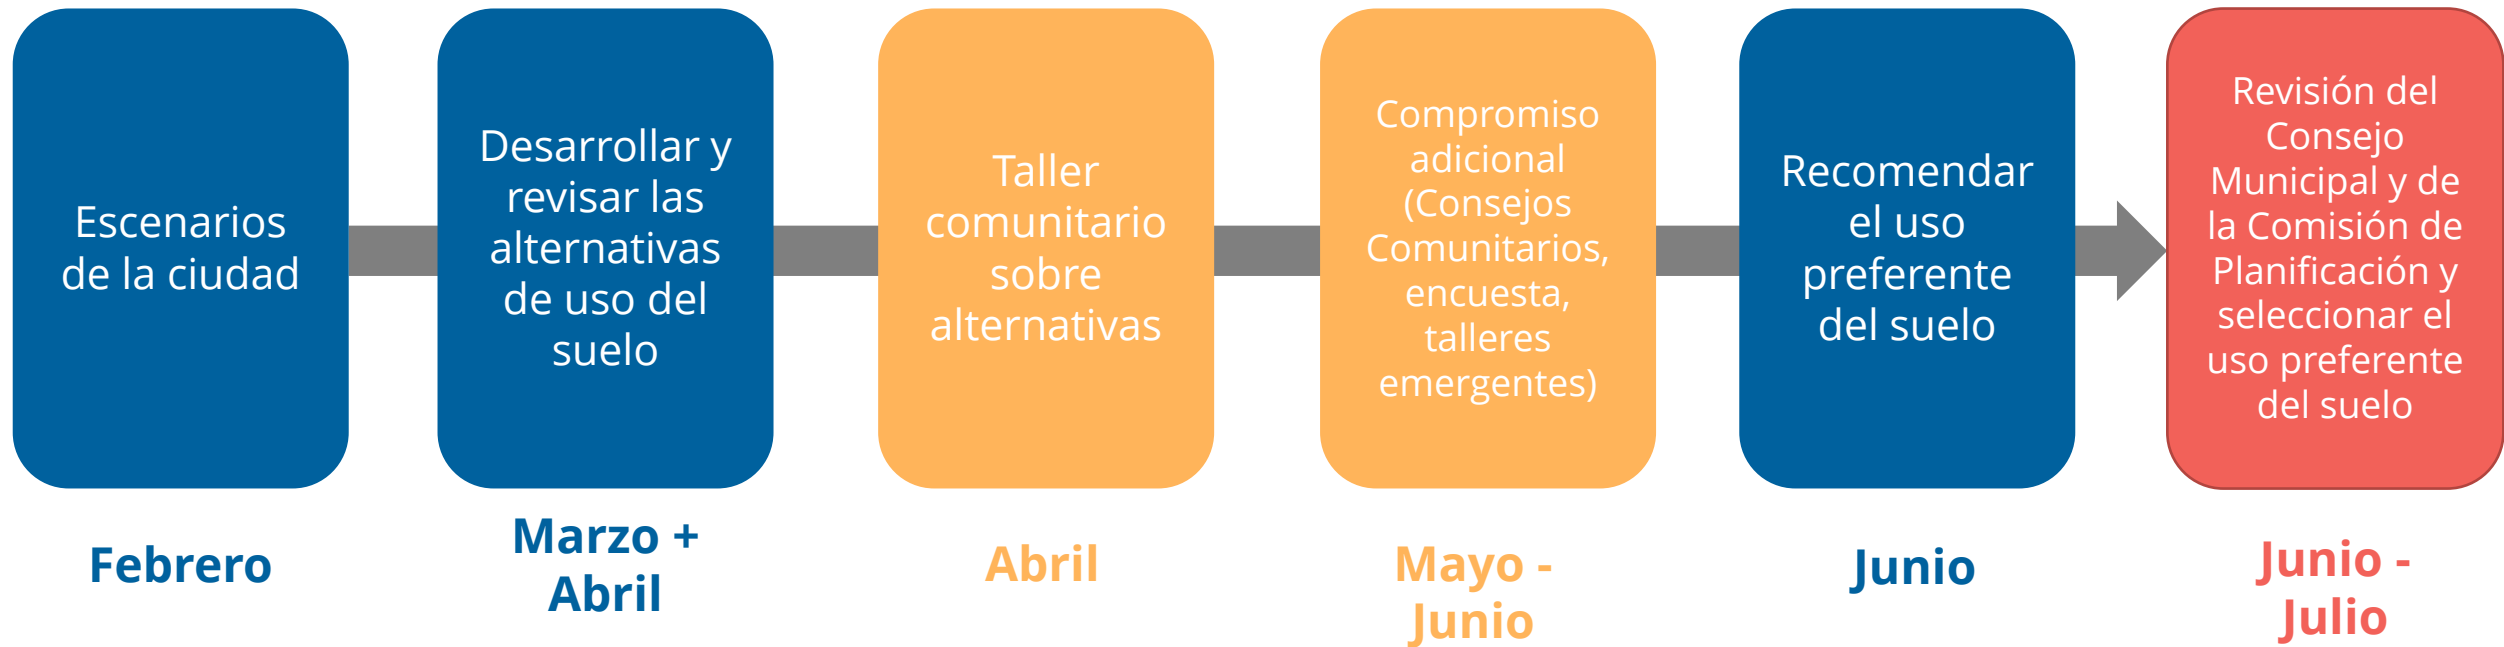 Escenarios
de la ciudad
Febrero
Desarrollar y
revisar las
alternativas
de uso del
suelo
Marzo +
Abril
Taller
comunitario
sobre
alternativas
Abril
Compromiso
adicional
(Consejos
Comunitarios,
encuesta,
talleres
emergentes)
Mayo -
Junio
Recomendar
el uso
preferente
del suelo
Junio
Revisión del
Consejo
Municipal y de
la Comisión de
Planificación y
seleccionar el
uso preferente
del suelo
Junio -
Julio